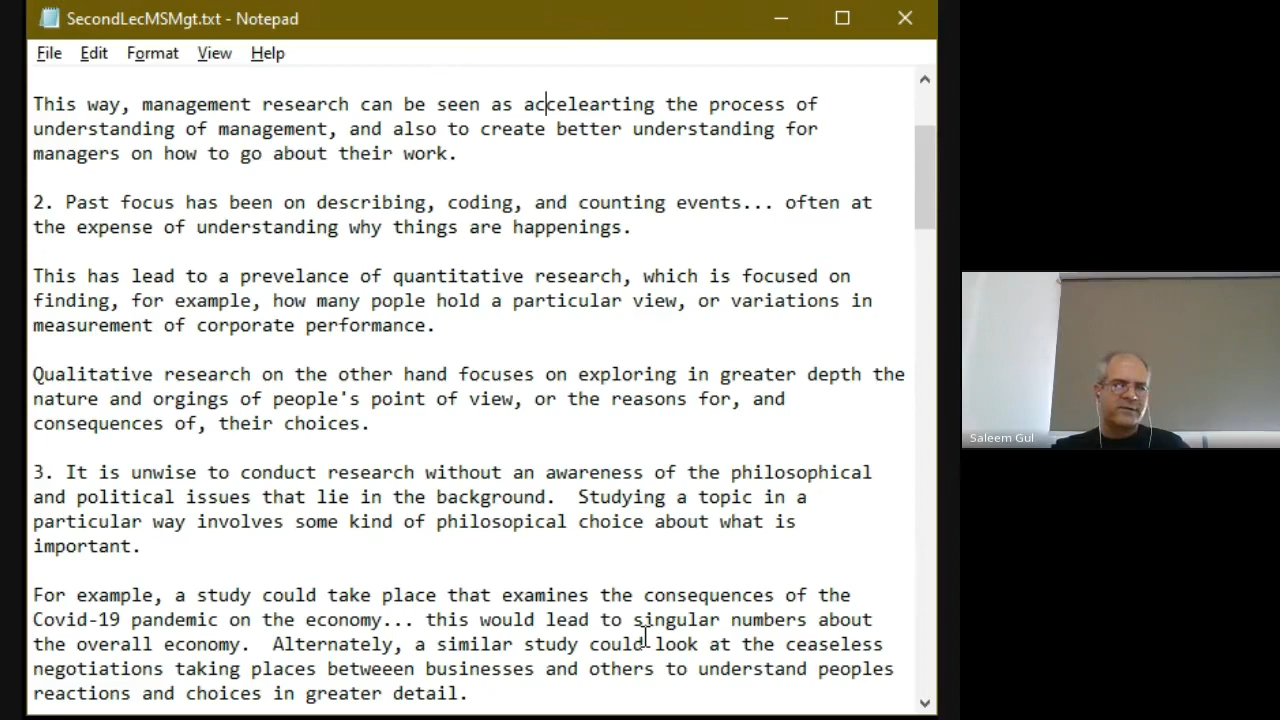 SecondLecMSMgt.txt - Notepad
File Edit Format View Help
This way, management research can be seen as accelearting the process of
understanding of management, and also to create better understanding for
managers on how to go about their work.
2. Past focus has been on describing, coding, and counting events... often at
the expense of understanding why things are happenings.
This has lead to a prevelance of quantitative research, which is focused on
finding, for example, how many pople hold a particular view, or variations in
measurement of corporate performance.
Qualitative research on the other hand focuses on exploring in greater depth the
nature and orgings of people's point of view, or the reasons for, and
consequences of, their choices.
3. It is unwise to conduct research without an awareness of the philosophical
and political issues that lie in the background.  Studying a topic in a
particular way involves some kind of philosopical choice about what is
important.
For example, a study could take place that examines the consequences of the
Covid-19 pandemic on the economy... this would lead to singular numbers about
the overall economy.  Alternately, a similar study could look at the ceaseless
negotiations taking places betweeen businesses and others to understand peoples
reactions and choices in greater detail.
Saleem Gul